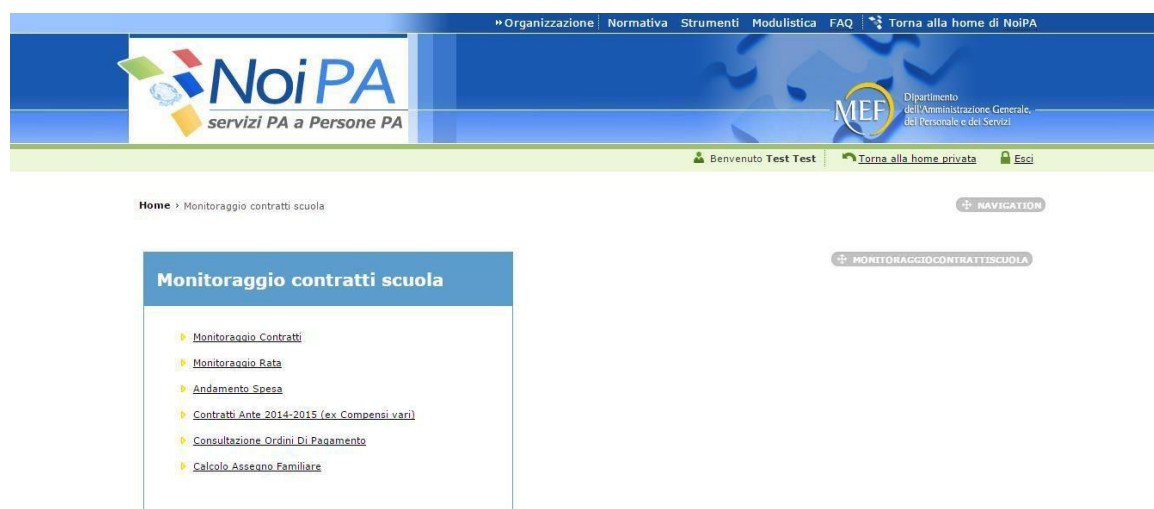 Organizzazione Normativa Strumenti Modulistica FAQ Torna alla home di NoiPA
NoiPA
servizi PA a Persone PA
MEF
Dipartimento
dell'Amministrazione Generale,
del Personale e dei Servizi
Benvenuto Test Test Torna alla home privata Esci
Home › Monitoraggio contratti scuola NAVIGATION
MONITORAGGIOCONTRATTISCUOLA
Monitoraggio contratti scuola
Monitoraggio Contratti
Monitoraggio Rata
Andamento Spesa
Contratti Ante 2014-2015 (ex Compensi vari)
Consultazione Ordini Di Pagamento
Calcolo Assegno Familiare